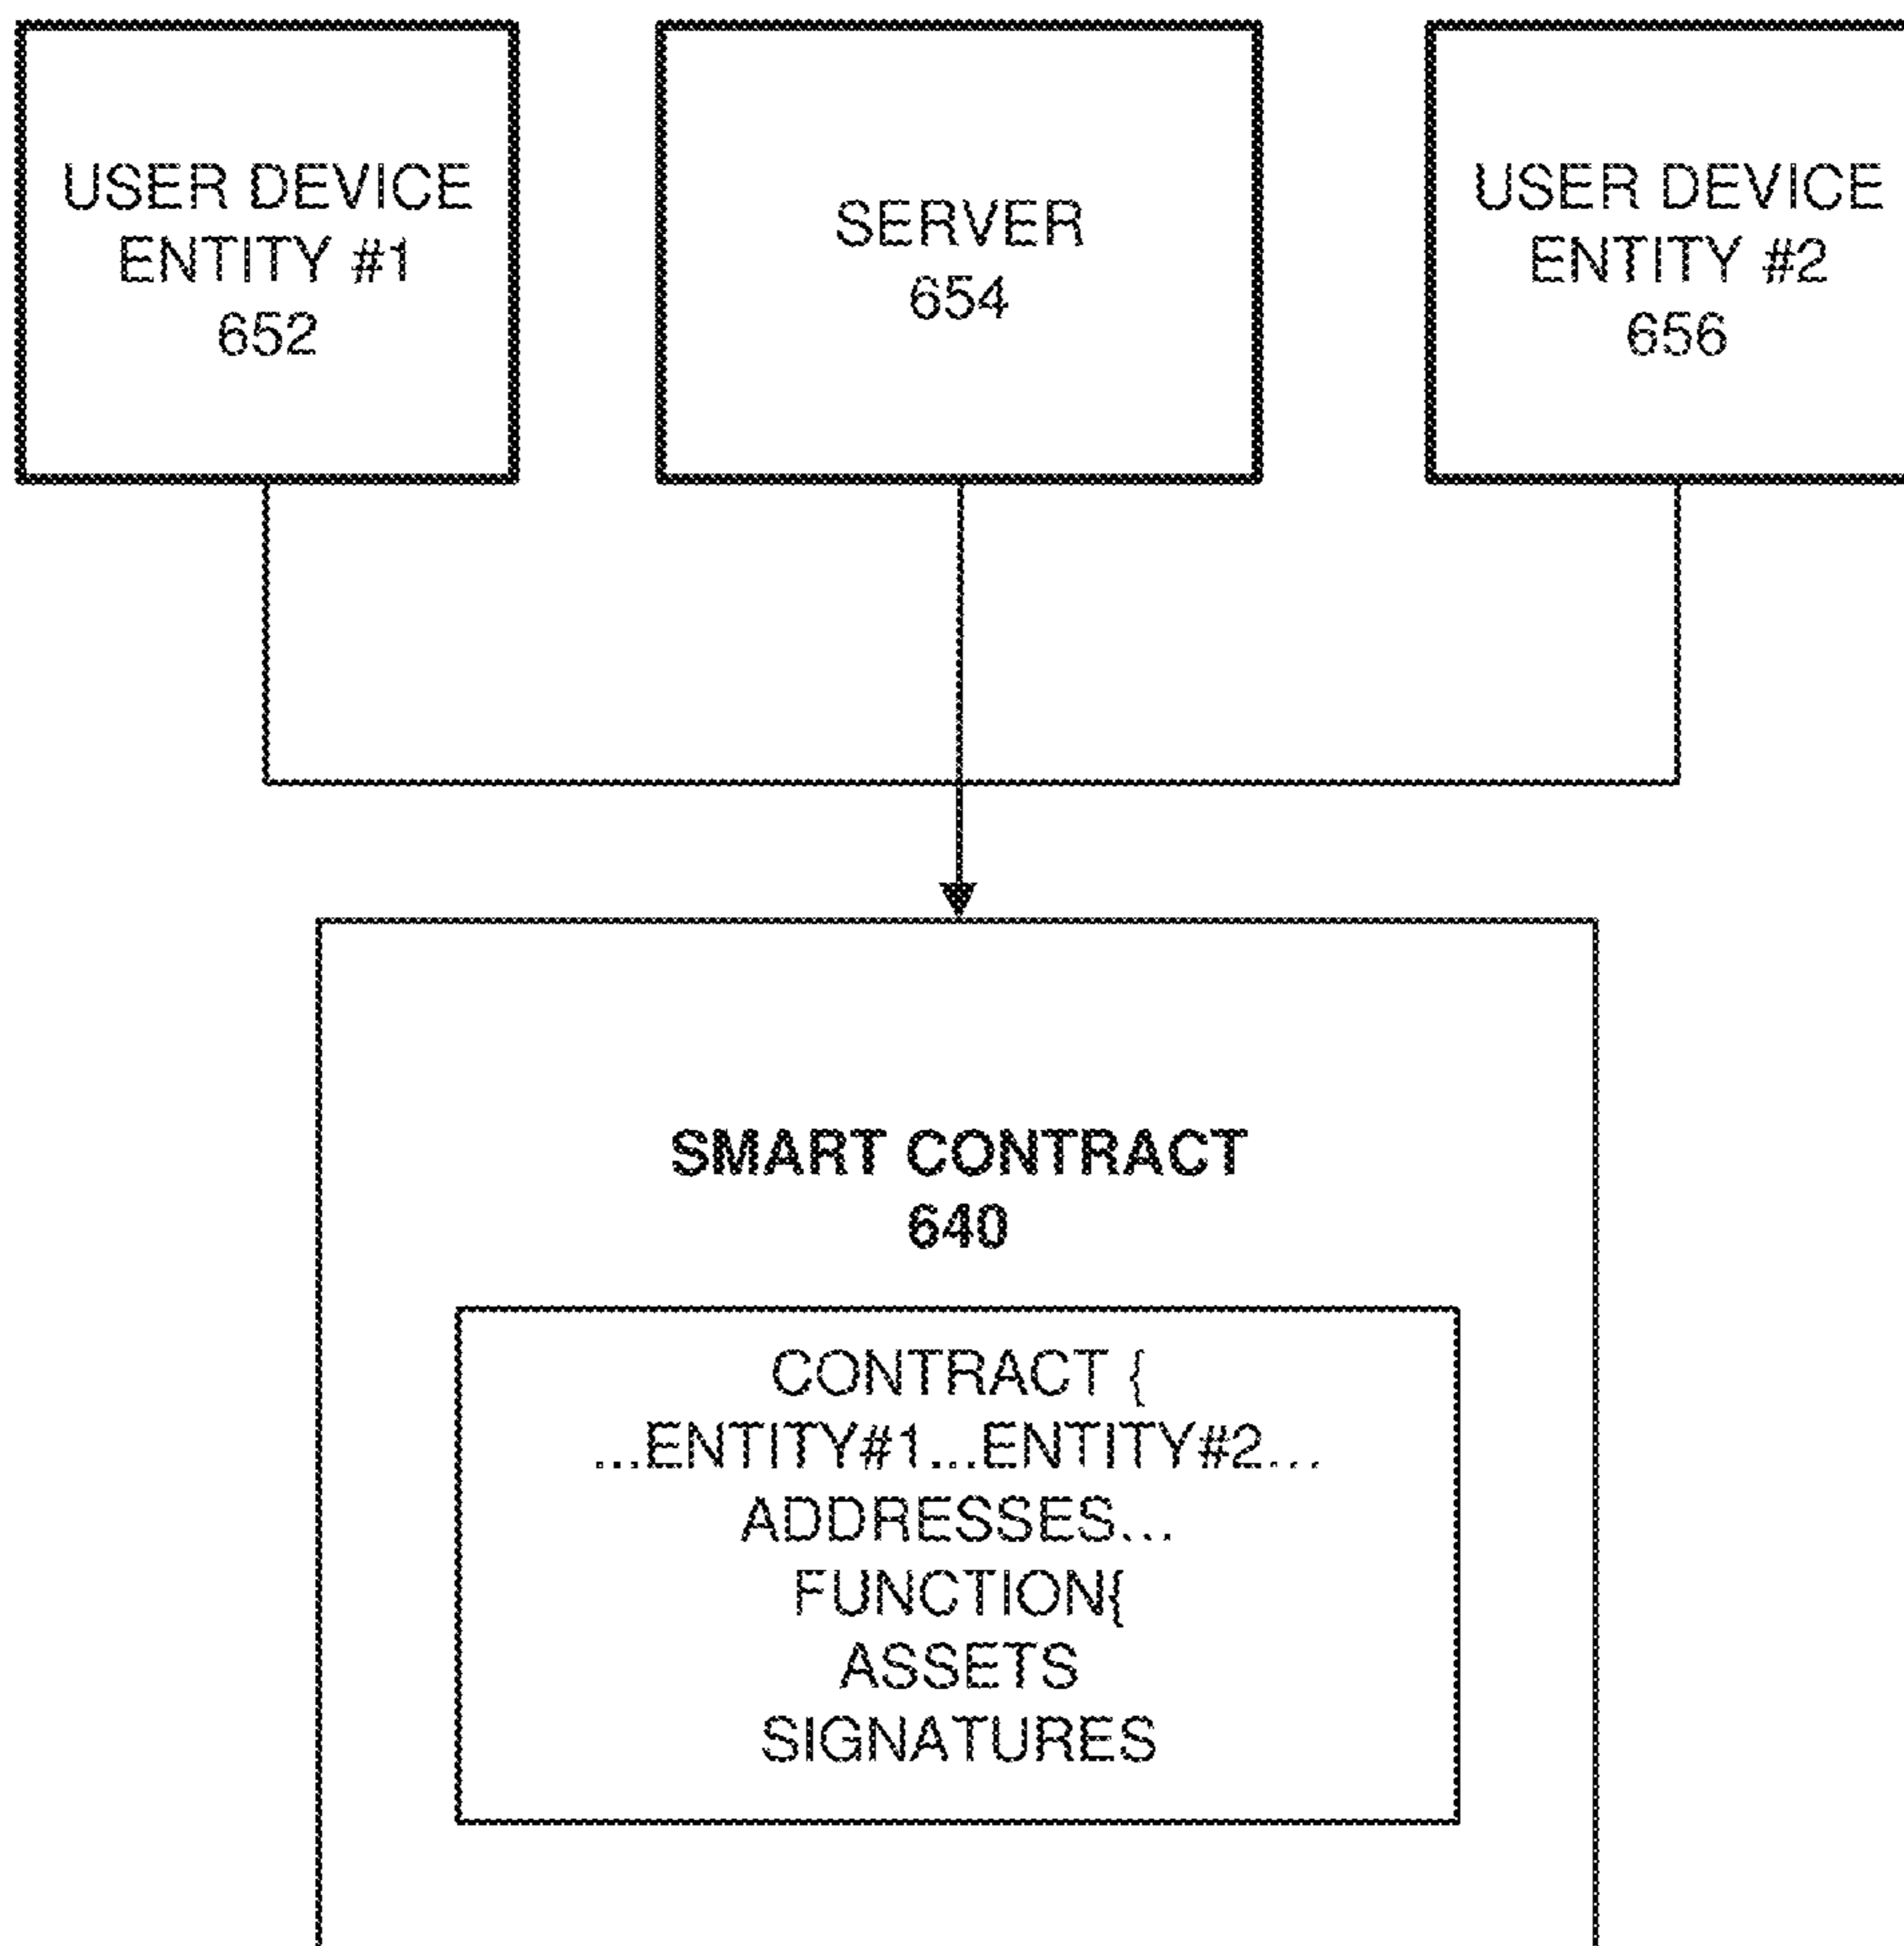 USER DEVICE
ENTITY #1
652
SERVER
654
USER DEVICE
ENTITY #2
656
SMART CONTRACT
640
CONTRACT {
...ENTITY#1...ENTITY#2...
ADDRESSES...
FUNCTION{
ASSETS
SIGNATURES